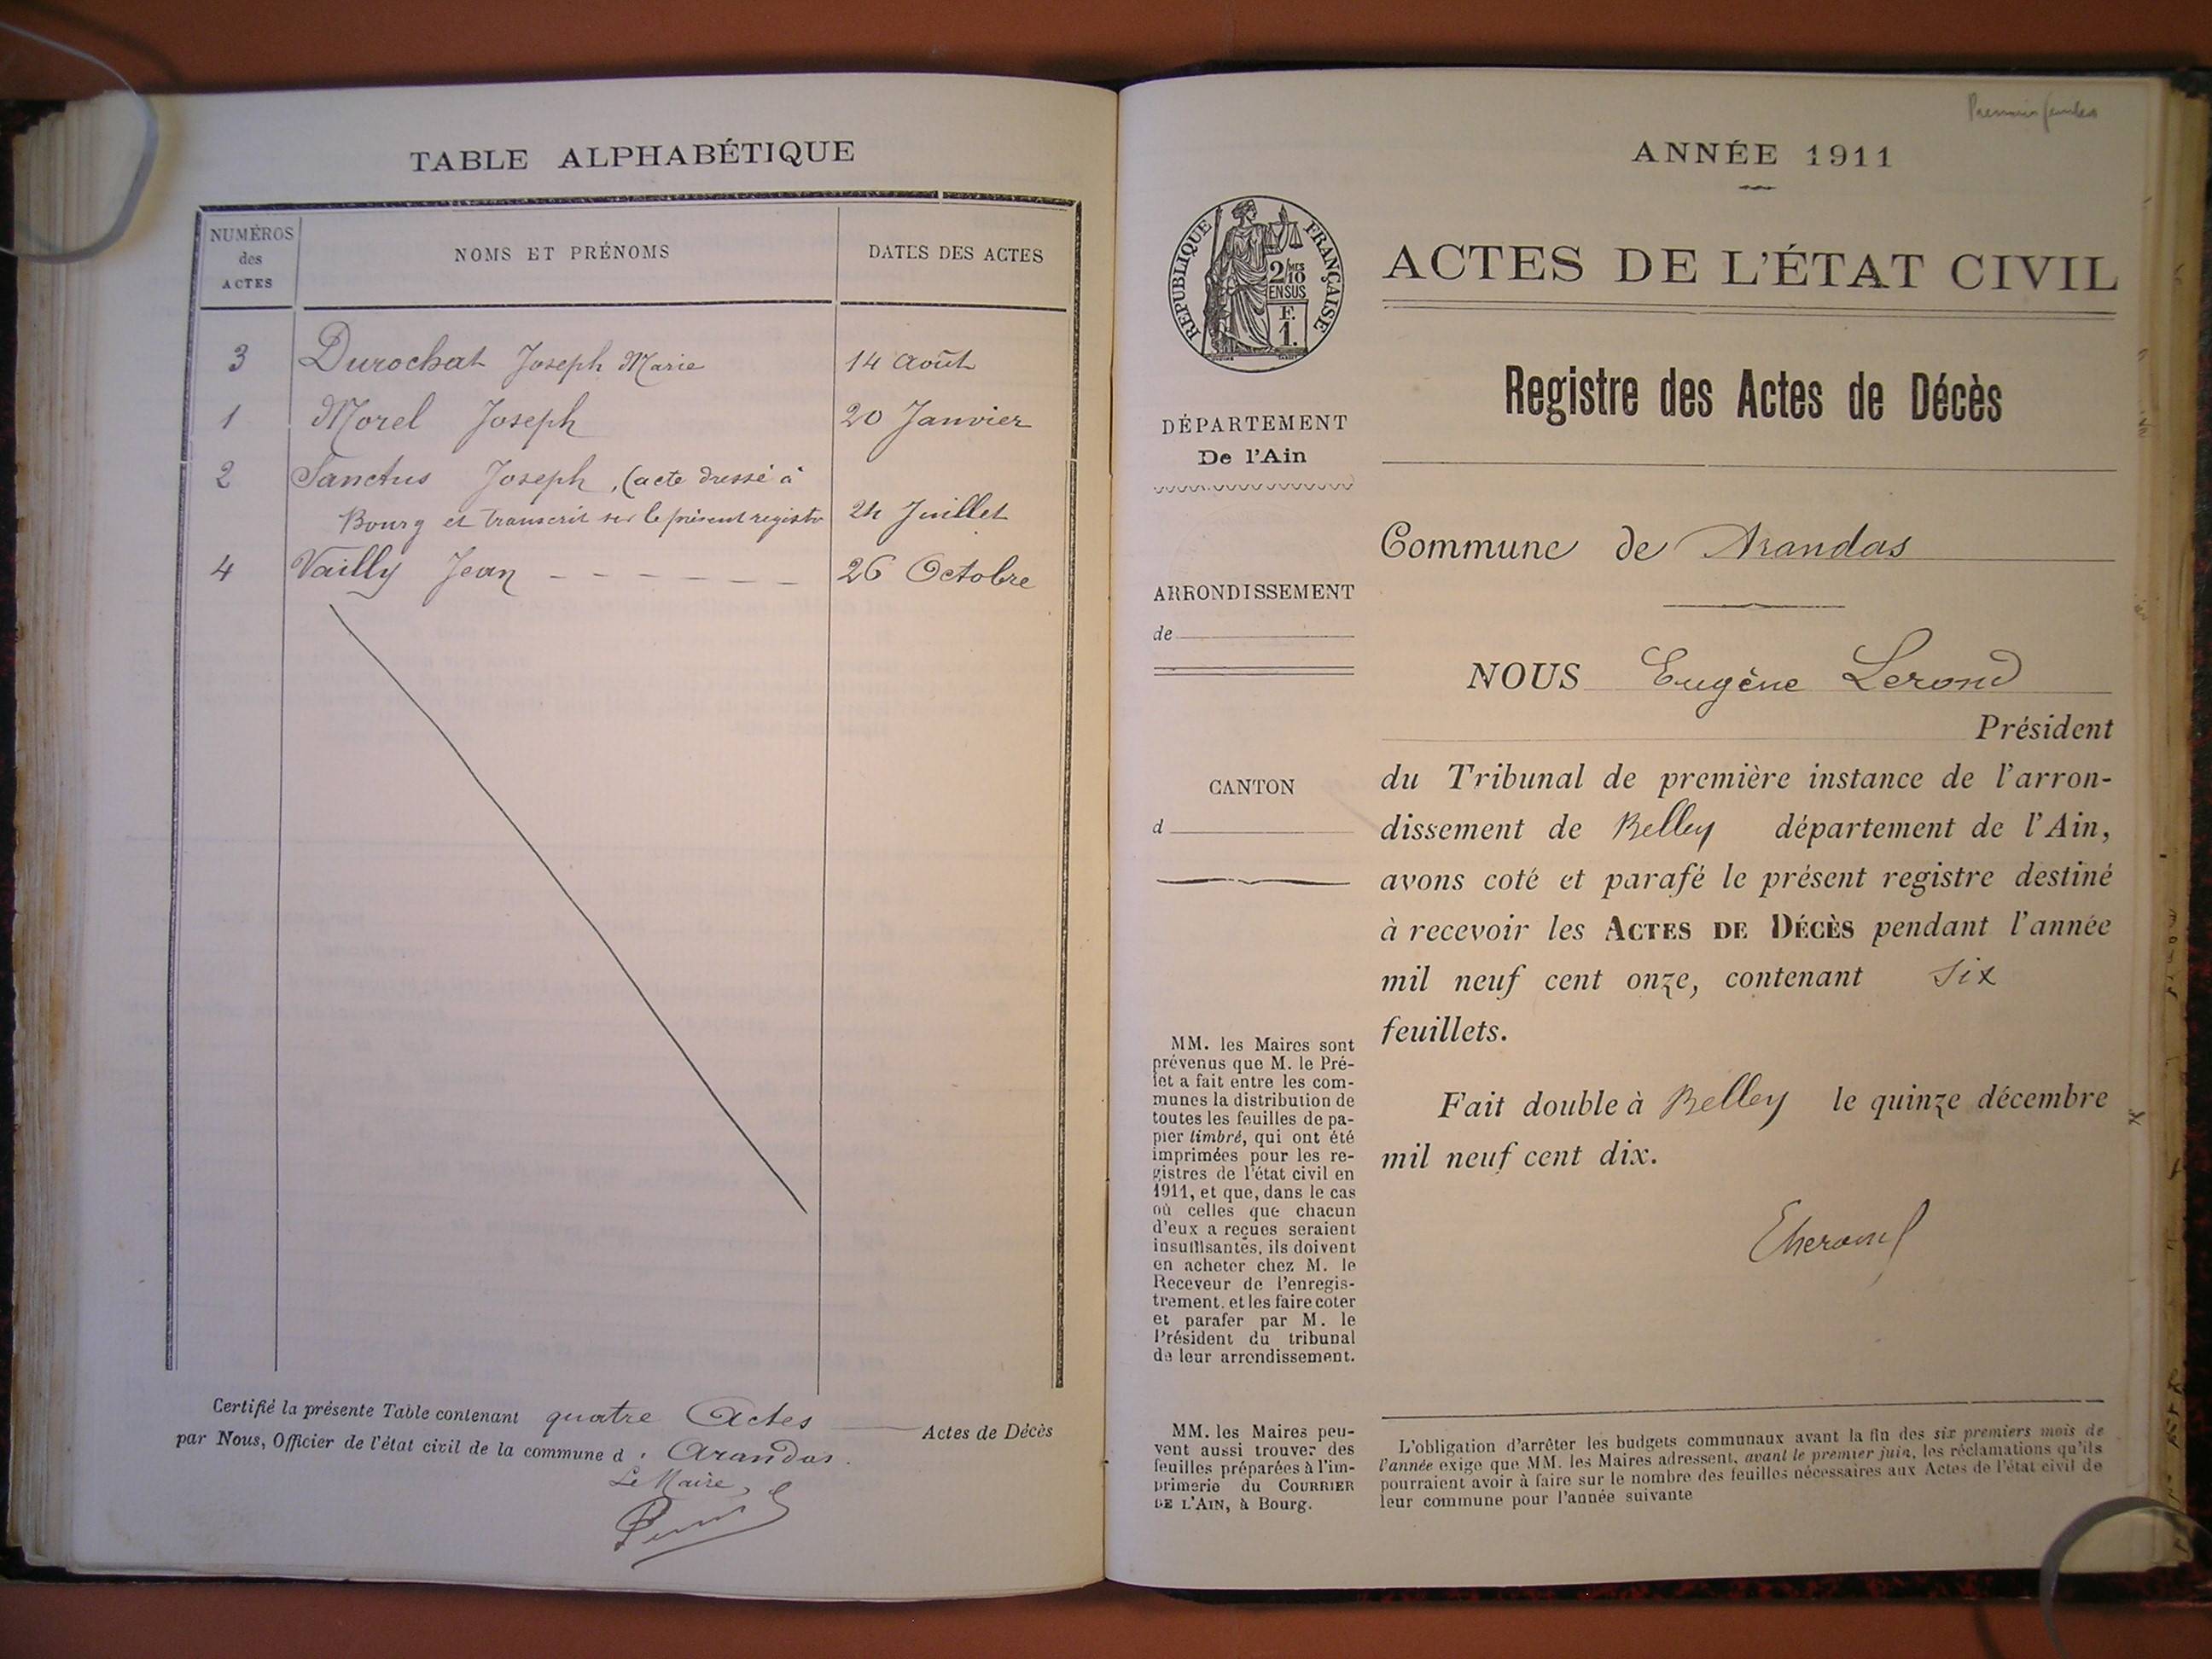 TABLE ALPHABÉTIQUE
NUMÉROS
des
ACTES
NOMS ET PRÉNOMS
DATES DES ACTES
3 Durochat Joseph Marie 14 Août
1 Morel Joseph 20 Janvier
2 Sanctus Joseph, (acte dressé à
Bourg et transcrit sur le présent registre 24 Juillet
4 Vailly Jean 26 Octobre
Certifié la présente Table contenant quatre Actes Actes de Décès
par Nous, Officier de l'état civil de la commune d'Arandas.
Le Maire,
Premier feuillet
ANNÉE 1911
RÉPUBLIQUE FRANÇAISE
2/10MES
EN SUS
F.
1.
ACTES DE L'ÉTAT CIVIL
Registre des Actes de Décès
DÉPARTEMENT
De l'Ain
ARRONDISSEMENT
de
CANTON
d
Commune de Arandas
NOUS Eugène Lerond
Président
du Tribunal de première instance de l'arron-
dissement de Belley département de l'Ain,
avons coté et parafé le présent registre destiné
à recevoir les ACTES DE DÉCÈS pendant l'année
mil neuf cent onze, contenant six
feuillets.
Fait double à Belley le quinze décembre
mil neuf cent dix.
MM. les Maires sont
prévenus que M. le Pré-
fet a fait entre les com-
munes la distribution de
toutes les feuilles de pa-
pier timbré, qui ont été
imprimées pour les re-
gistres de l'état civil en
1911, et que, dans le cas
où celles que chacun
d'eux a reçues seraient
insuffisantes, ils doivent
en acheter chez M. le
Receveur de l'enregis-
trement, et les faire coter
et parafer par M. le
Président du tribunal
de leur arrondissement.
MM. les Maires peu-
vent aussi trouver des
feuilles préparées à l'im-
primerie du COURRIER
DE L'AIN, à Bourg.
L'obligation d'arrêter les budgets communaux avant la fin des six premiers mois de
l'année exige que MM. les Maires adressent, avant le premier juin, les réclamations qu'ils
pourraient avoir à faire sur le nombre des feuilles nécessaires aux Actes de l'état civil de
leur commune pour l'année suivante